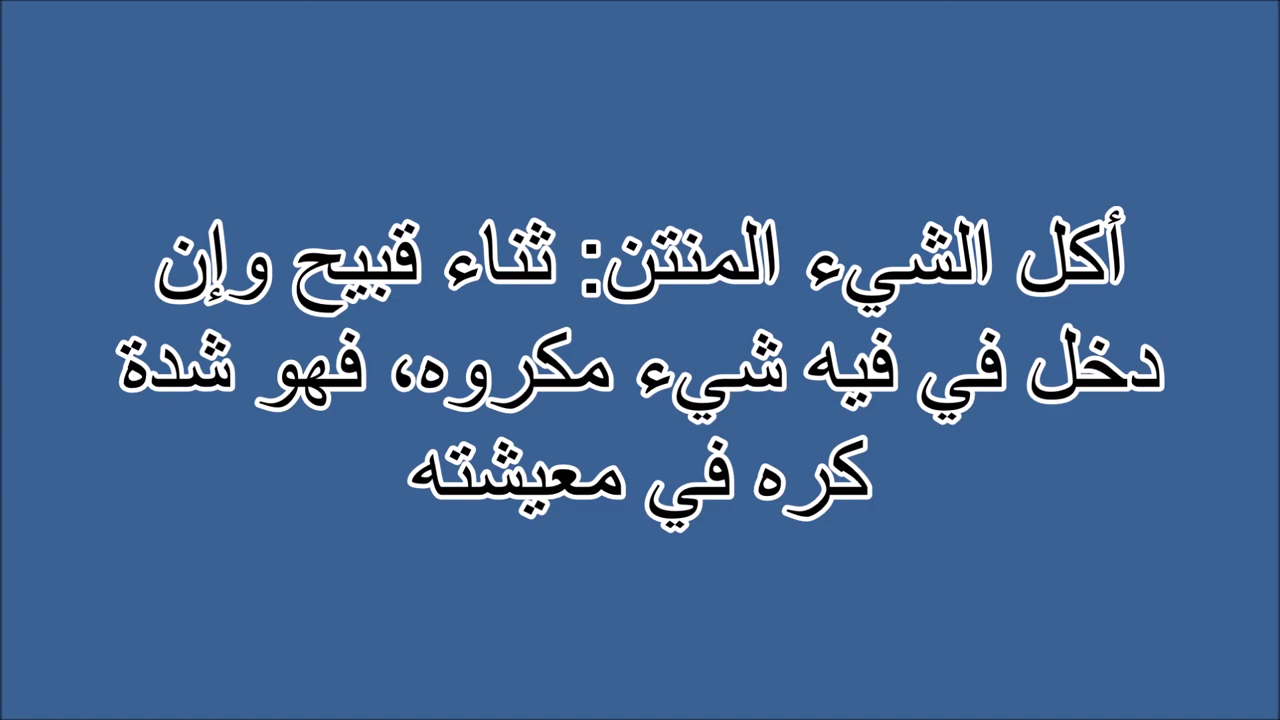 أكل الشيء المنتن: ثناء قبيح وإن
دخل في فيه شيء مكروه، فهو شدة
كره في معيشته